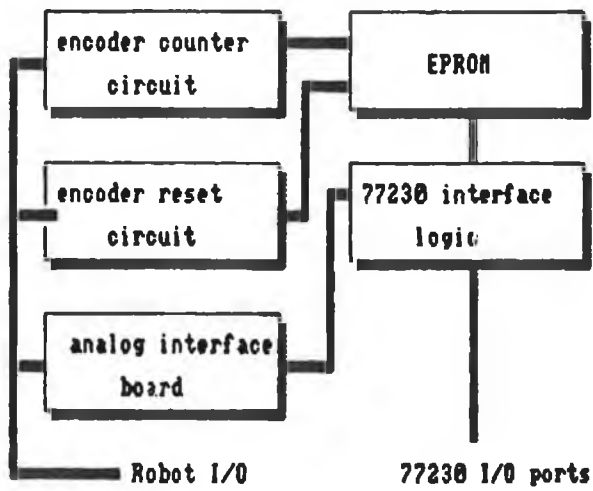 encoder counter
circuit
EPROM
encoder reset
circuit
77230 interface
logic
analog interface
board
Robot I/O
77230 I/O ports